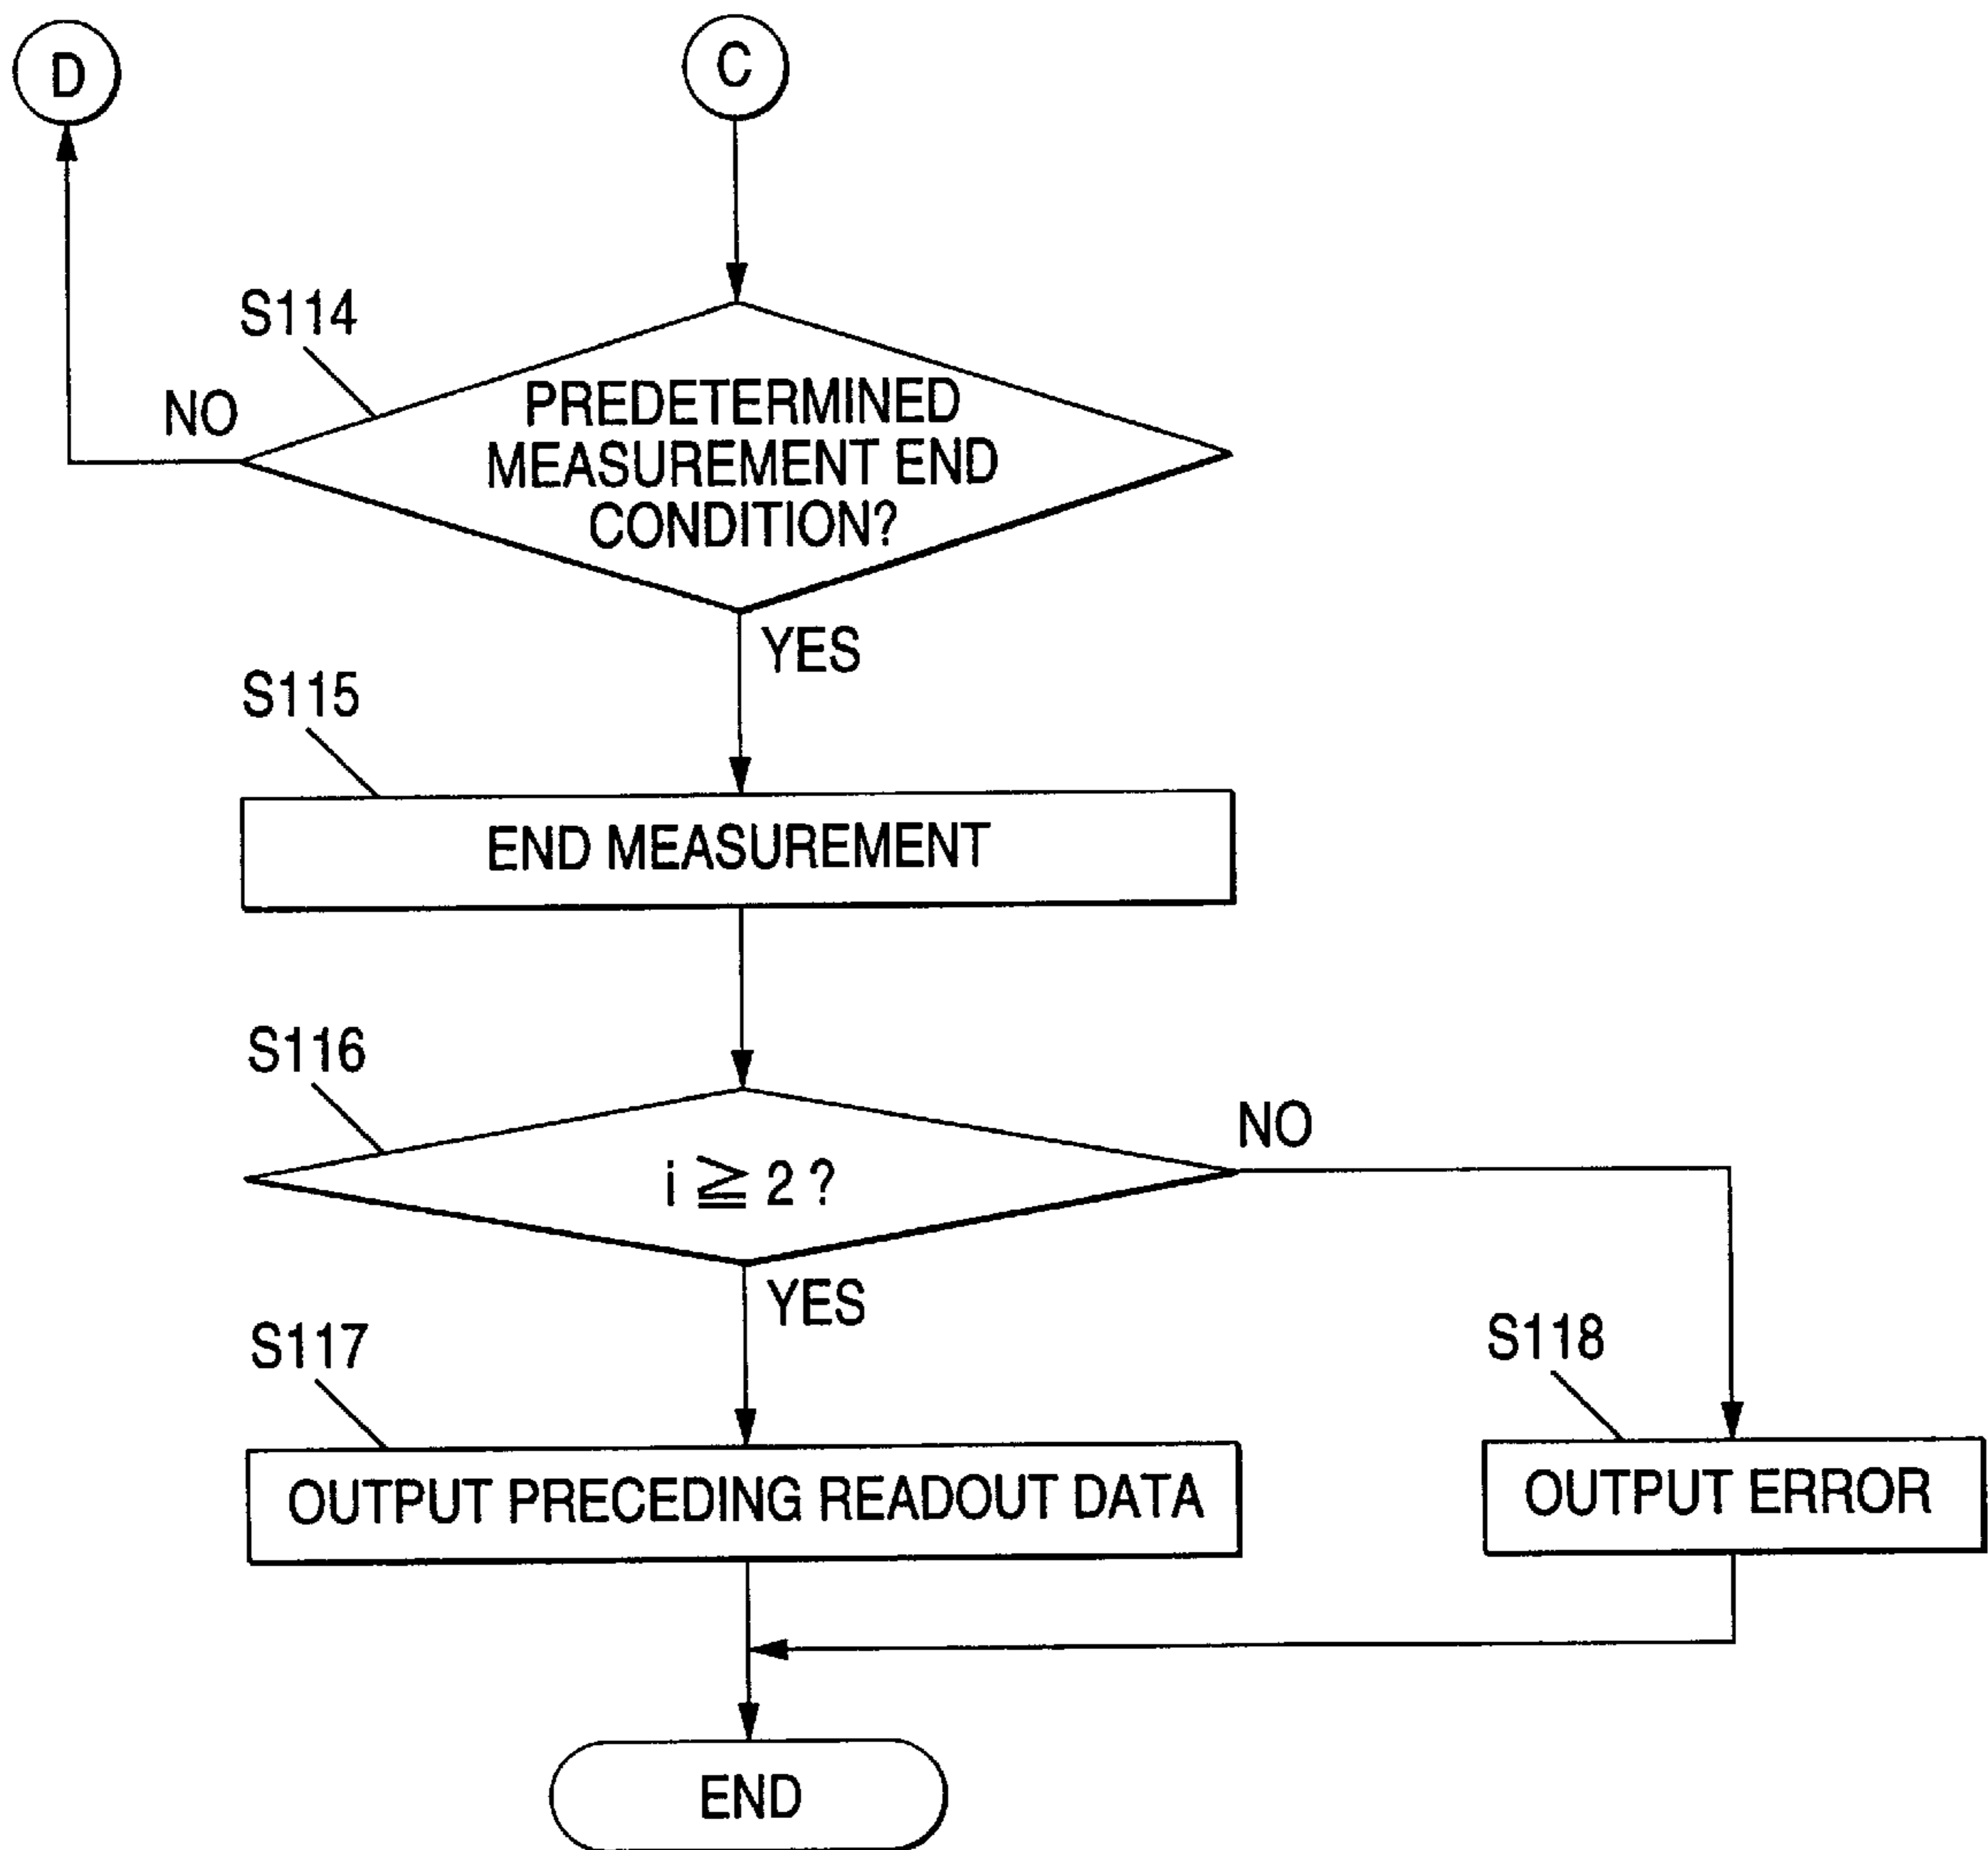 D
C
S114
NO
PREDETERMINED
MEASUREMENT END
CONDITION?
YES
S115
END MEASUREMENT
S116
NO
i ≧ 2 ?
YES
S117
S118
OUTPUT PRECEDING READOUT DATA
OUTPUT ERROR
END